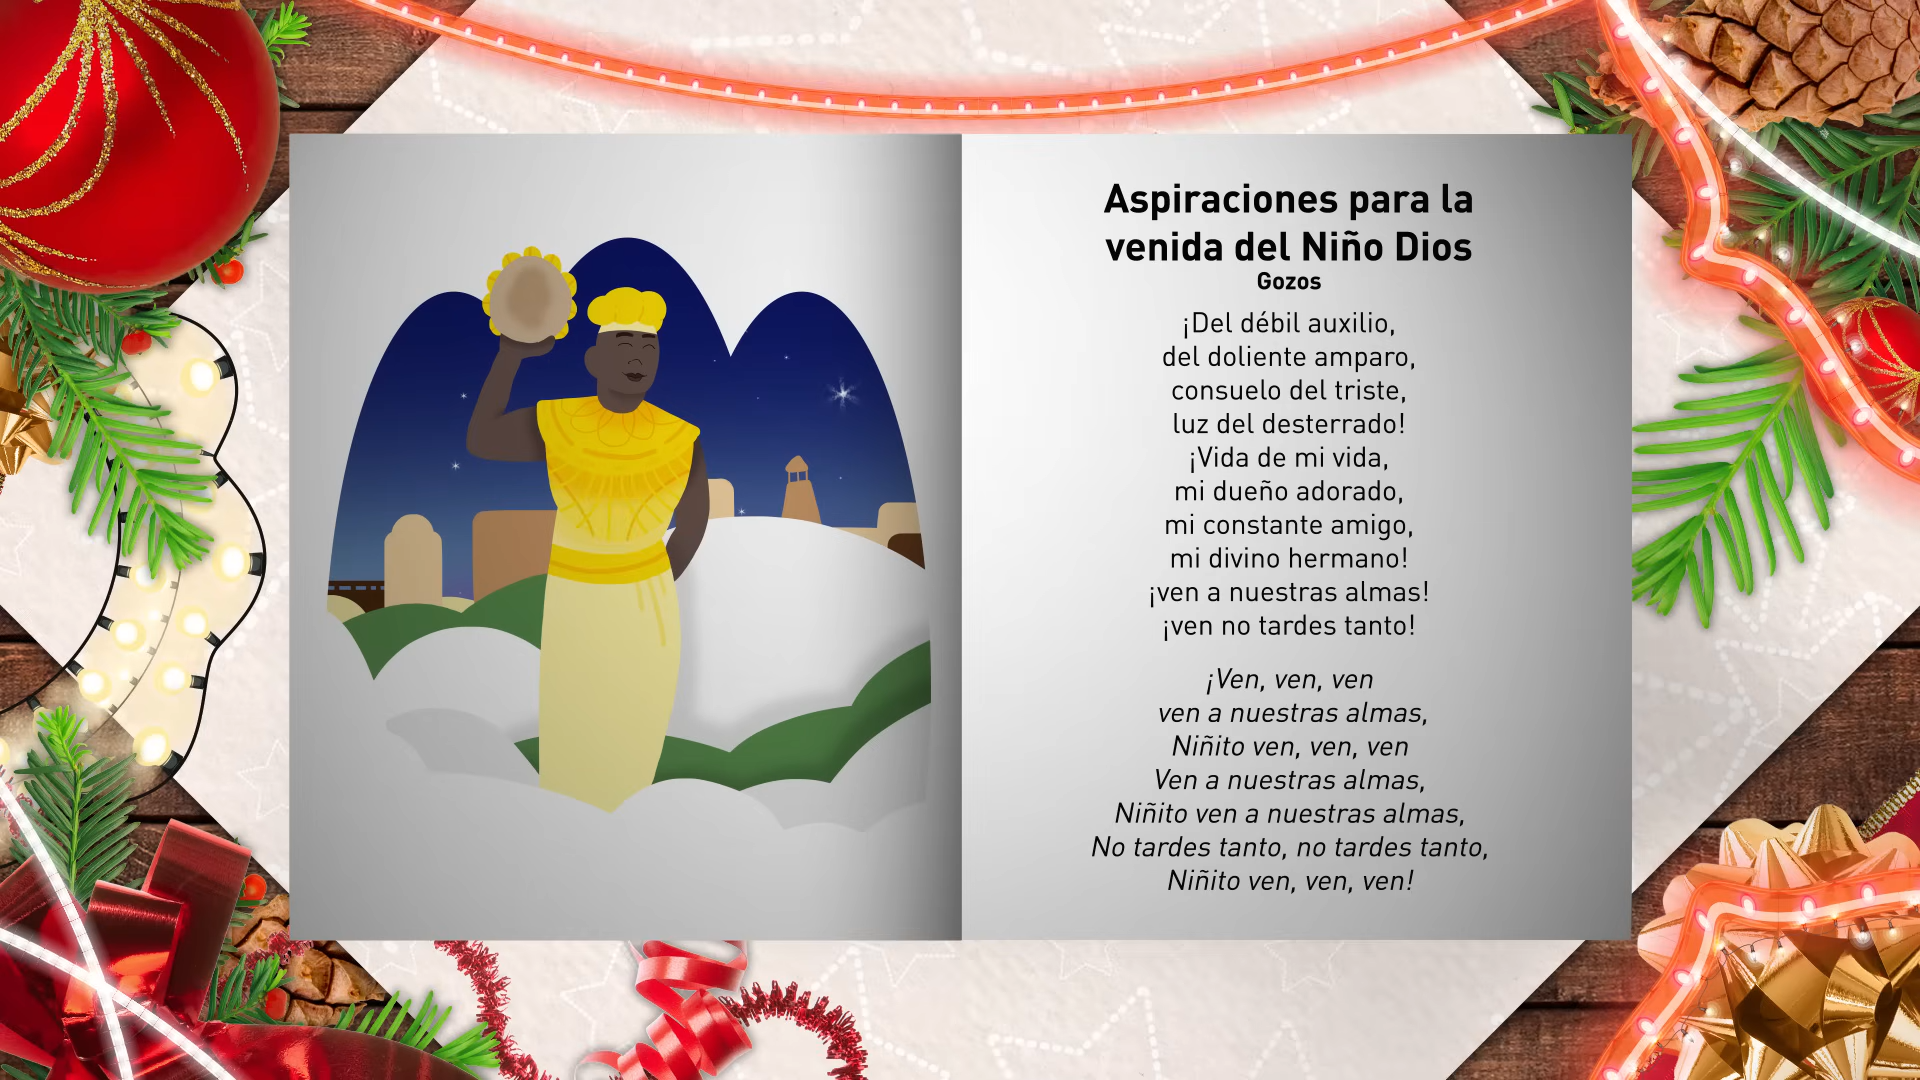 Aspiraciones para la
venida del Niño Dios
Gozos
¡Del débil auxilio,
del doliente amparo,
consuelo del triste,
luz del desterrado!
¡Vida de mi vida,
mi dueño adorado,
mi constante amigo,
mi divino hermano!
¡ven a nuestras almas!
¡ven no tardes tanto!
¡Ven, ven, ven
ven a nuestras almas,
Niñito ven, ven, ven
Ven a nuestras almas,
Niñito ven a nuestras almas,
No tardes tanto, no tardes tanto,
Niñito ven, ven, ven!